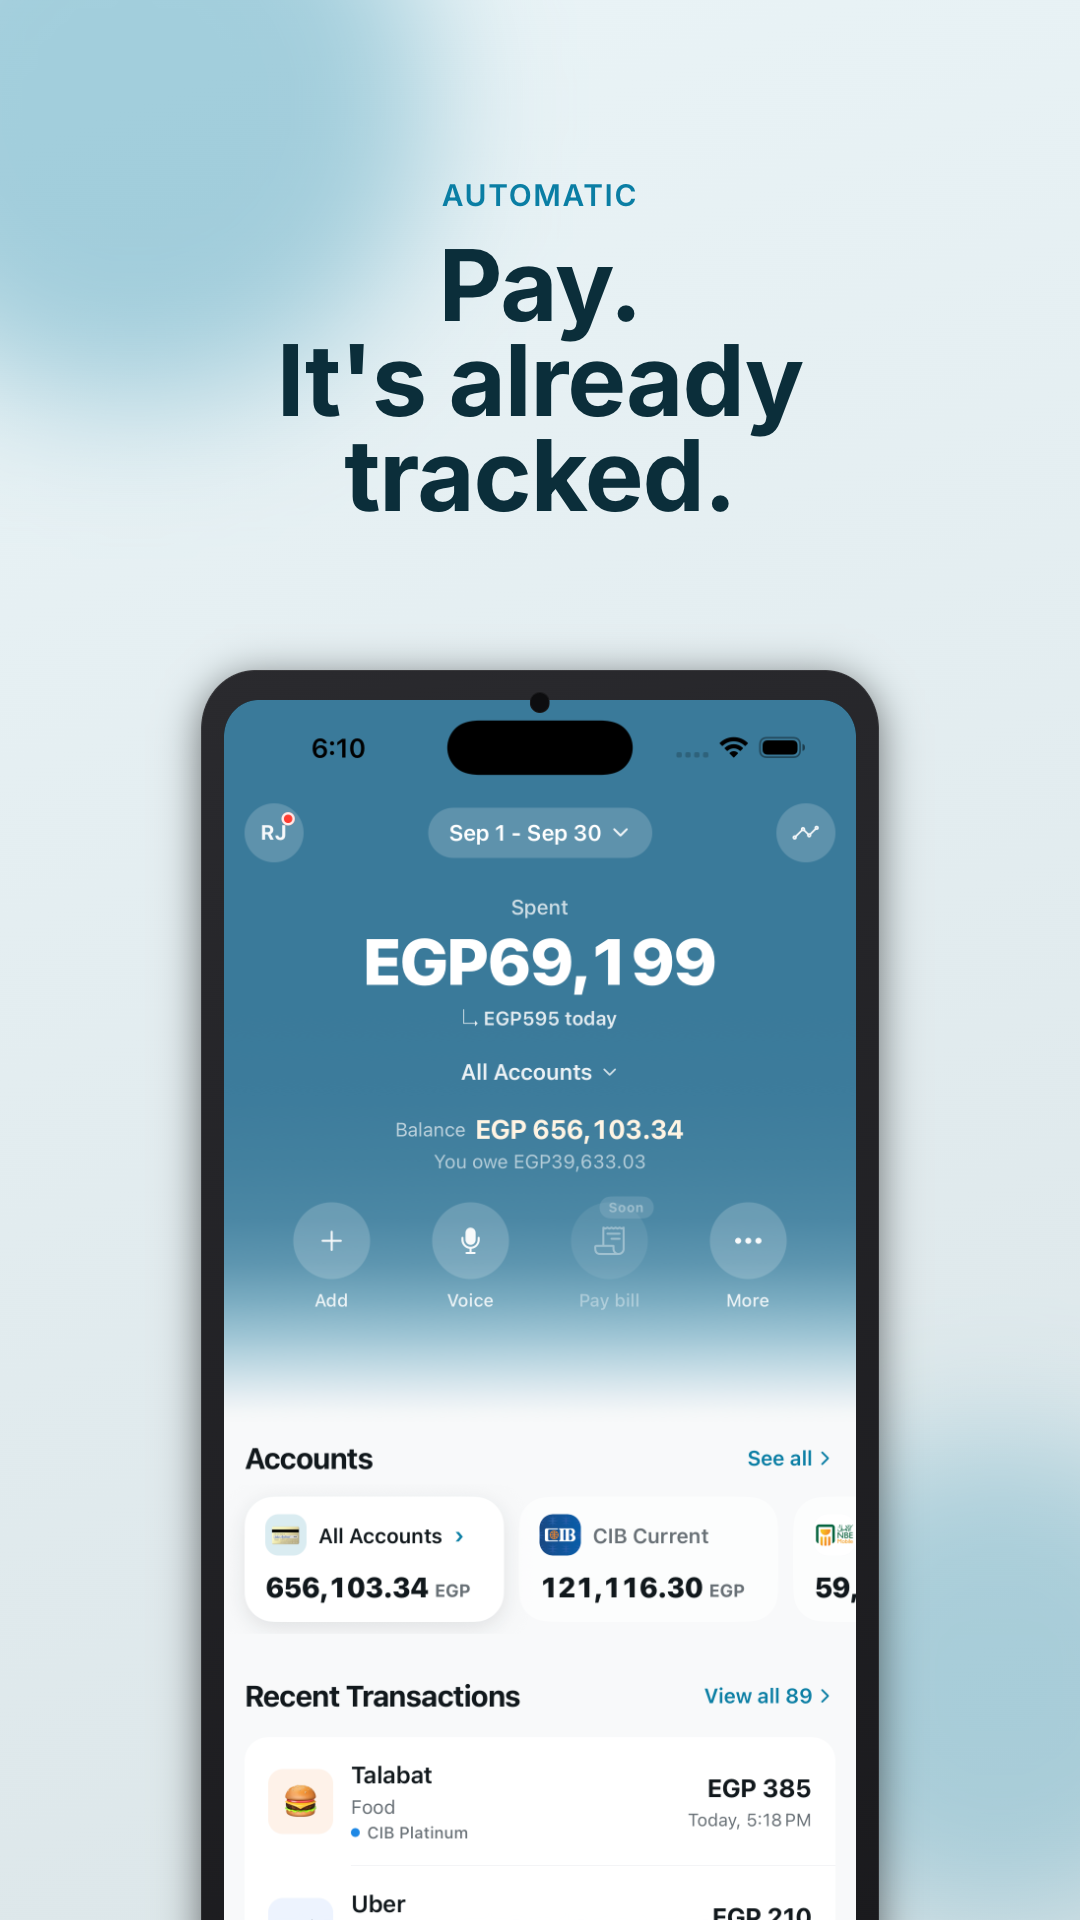 AUTOMATIC
Pay.
It's already
tracked.
6:10
RJ
Sep 1 - Sep 30
Spent
EGP69,199
EGP595 today
All Accounts
Balance EGP 656,103.34
You owe EGP39,633.03
Soon
Add Voice Pay bill More
Accounts See all
All Accounts
656,103.34 EGP
CIB
CIB Current
121,116.30 EGP
NBE
59,
Recent Transactions View all 89
Talabat
Food
CIB Platinum
EGP 385
Today, 5:18 PM
Uber
EGP 210